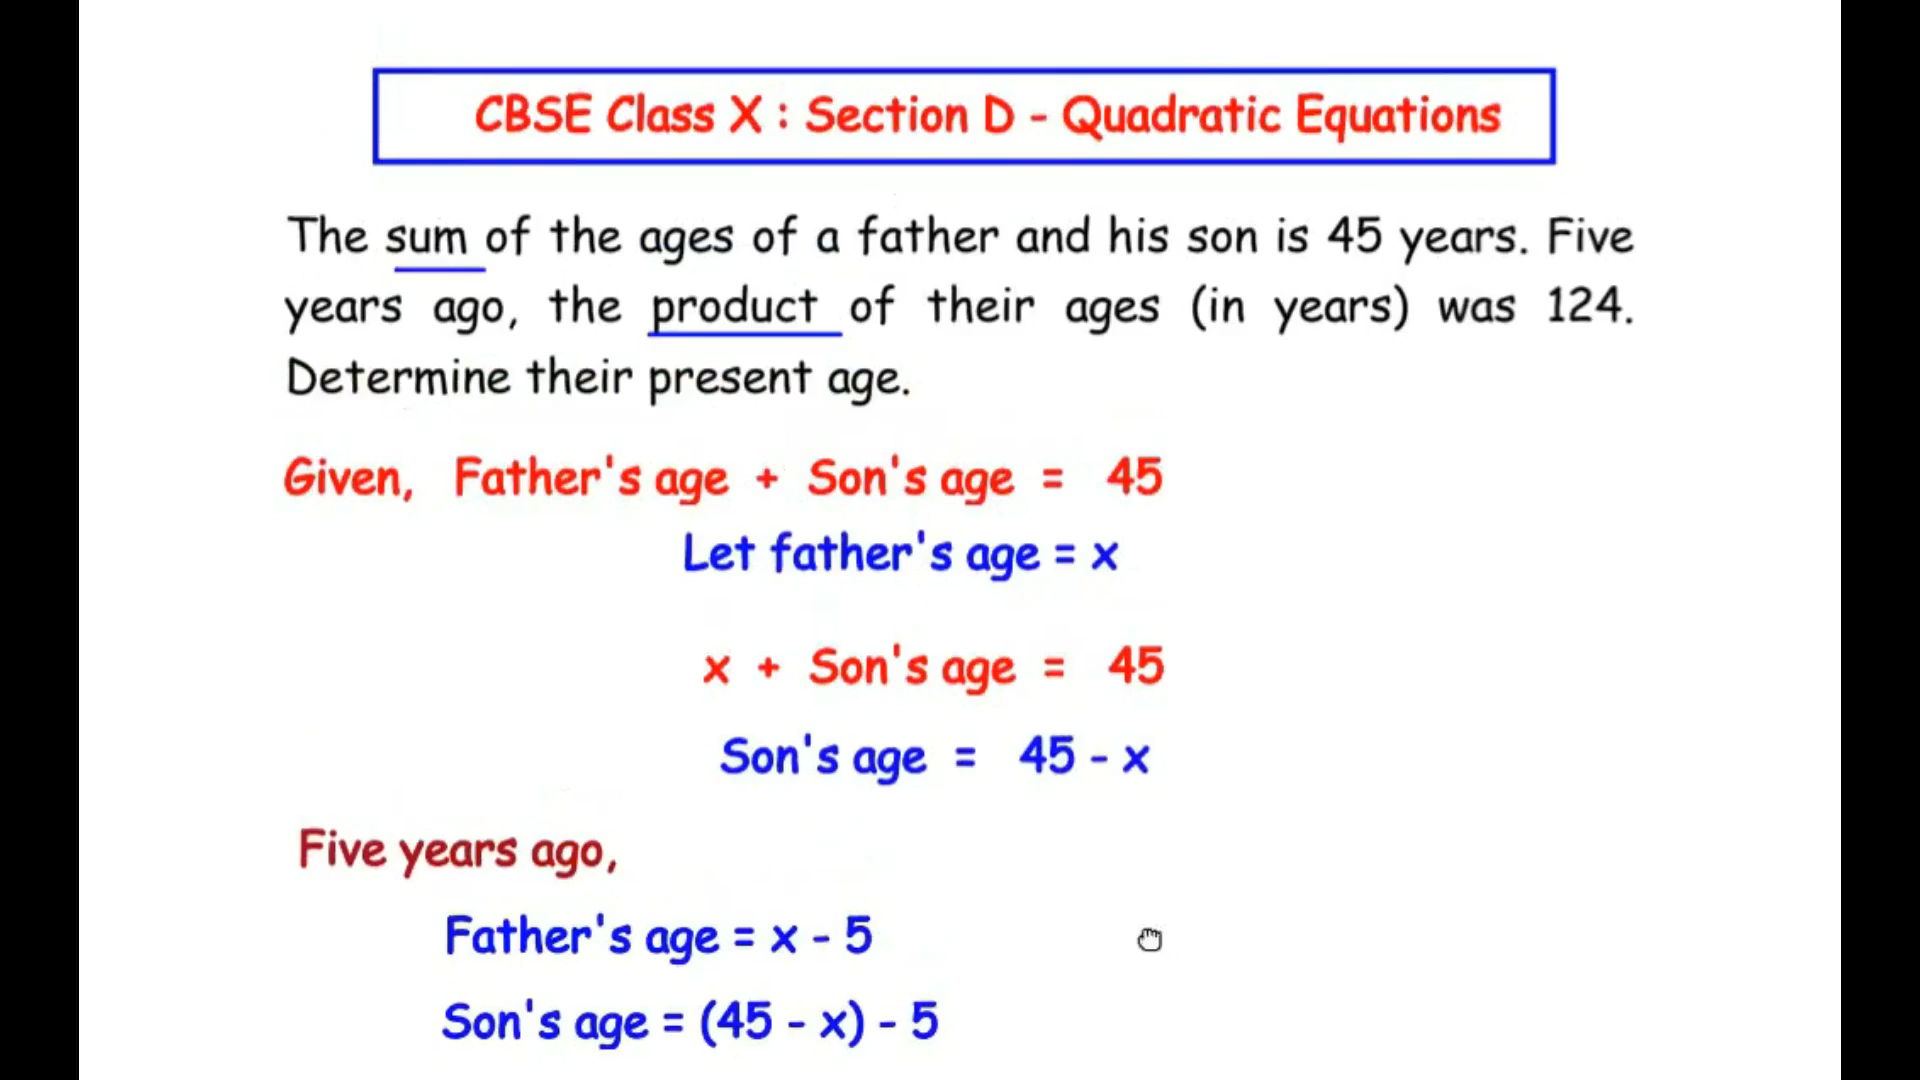 CBSE Class X : Section D - Quadratic Equations
The sum of the ages of a father and his son is 45 years. Five
years ago, the product of their ages (in years) was 124.
Determine their present age.
Given, Father's age + Son's age = 45
Let father's age = x
x + Son's age = 45
Son's age = 45 - x
Five years ago,
Father's age = x - 5
Son's age = (45 - x) - 5